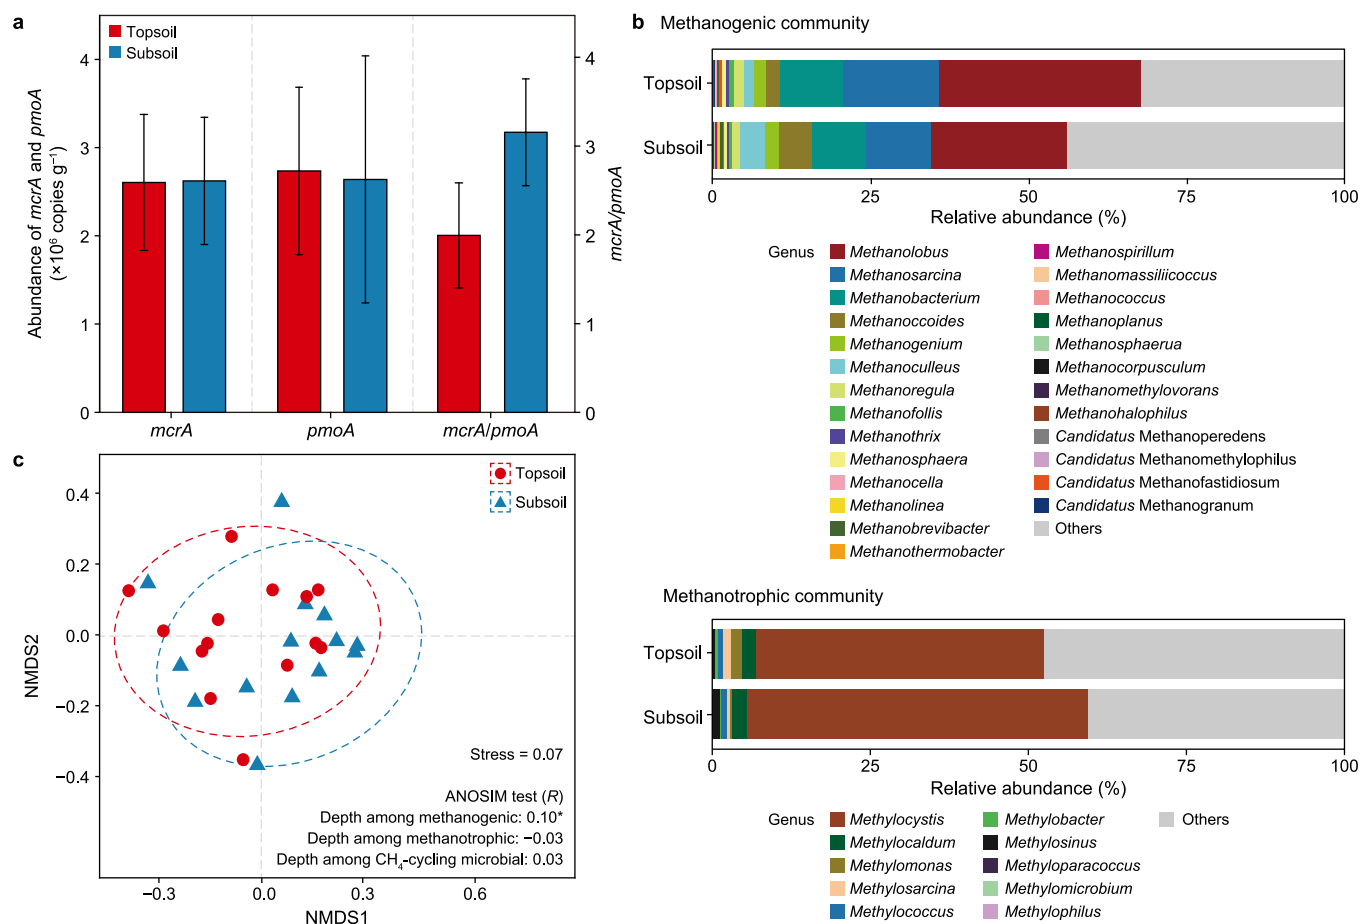 a
Topsoil
Subsoil
Abundance of mcrA and pmoA
(×10⁶ copies g⁻¹)
4
3
2
1
0
mcrA/pmoA
4
3
2
1
0
mcrA
pmoA
mcrA/pmoA
b Methanogenic community
Topsoil
Subsoil
0 25 50 75 100
Relative abundance (%)
Genus
Methanolobus
Methanosarcina
Methanobacterium
Methanoccoides
Methanogenium
Methanoculleus
Methanoregula
Methanofollis
Methanothrix
Methanosphaera
Methanocella
Methanolinea
Methanobrevibacter
Methanothermobacter
Methanospirillum
Methanomassiliicoccus
Methanococcus
Methanoplanus
Methanosphaerua
Methanocorpusculum
Methanomethylovorans
Methanohalophilus
Candidatus Methanoperedens
Candidatus Methanomethylophilus
Candidatus Methanofastidiosum
Candidatus Methanogranum
Others
Methanotrophic community
Topsoil
Subsoil
0 25 50 75 100
Relative abundance (%)
Genus
Methylocystis
Methylocaldum
Methylomonas
Methylosarcina
Methylococcus
Methylobacter
Methylosinus
Methyloparacoccus
Methylomicrobium
Methylophilus
Others
c
Topsoil
Subsoil
NMDS2
0.4
0.2
0.0
−0.2
−0.4
Stress = 0.07
ANOSIM test (R)
Depth among methanogenic: 0.10*
Depth among methanotrophic: −0.03
Depth among CH₄-cycling microbial: 0.03
−0.3 0.0 0.3 0.6
NMDS1